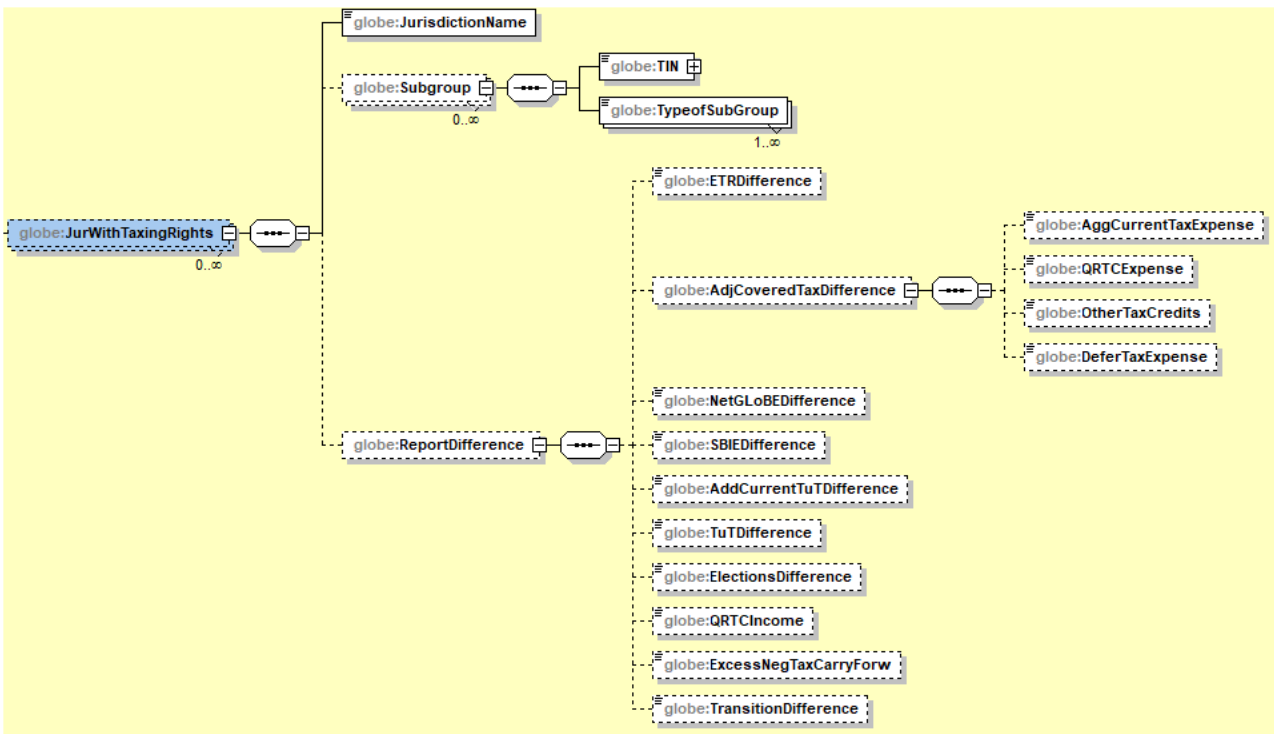 globe:JurisdictionName
globe:Subgroup
0..∞
globe:TIN
globe:TypeofSubGroup
1..∞
globe:JurWithTaxingRights
0..∞
globe:ReportDifference
globe:ETRDifference
globe:AdjCoveredTaxDifference
globe:AggCurrentTaxExpense
globe:QRTCExpense
globe:OtherTaxCredits
globe:DeferTaxExpense
globe:NetGLoBEDifference
globe:SBIEDifference
globe:AddCurrentTuTDifference
globe:TuTDifference
globe:ElectionsDifference
globe:QRTCIncome
globe:ExcessNegTaxCarryForw
globe:TransitionDifference